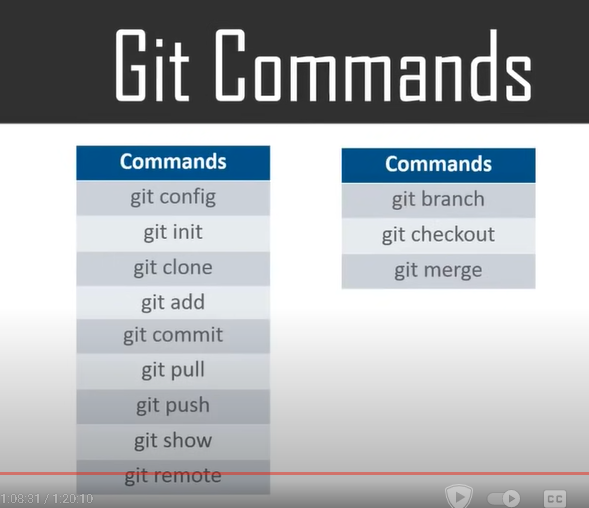 Git Commands
Commands
git config
git init
git clone
git add
git commit
git pull
git push
git show
git remote
Commands
git branch
git checkout
git merge
1:08:31 / 1:20:10
CC